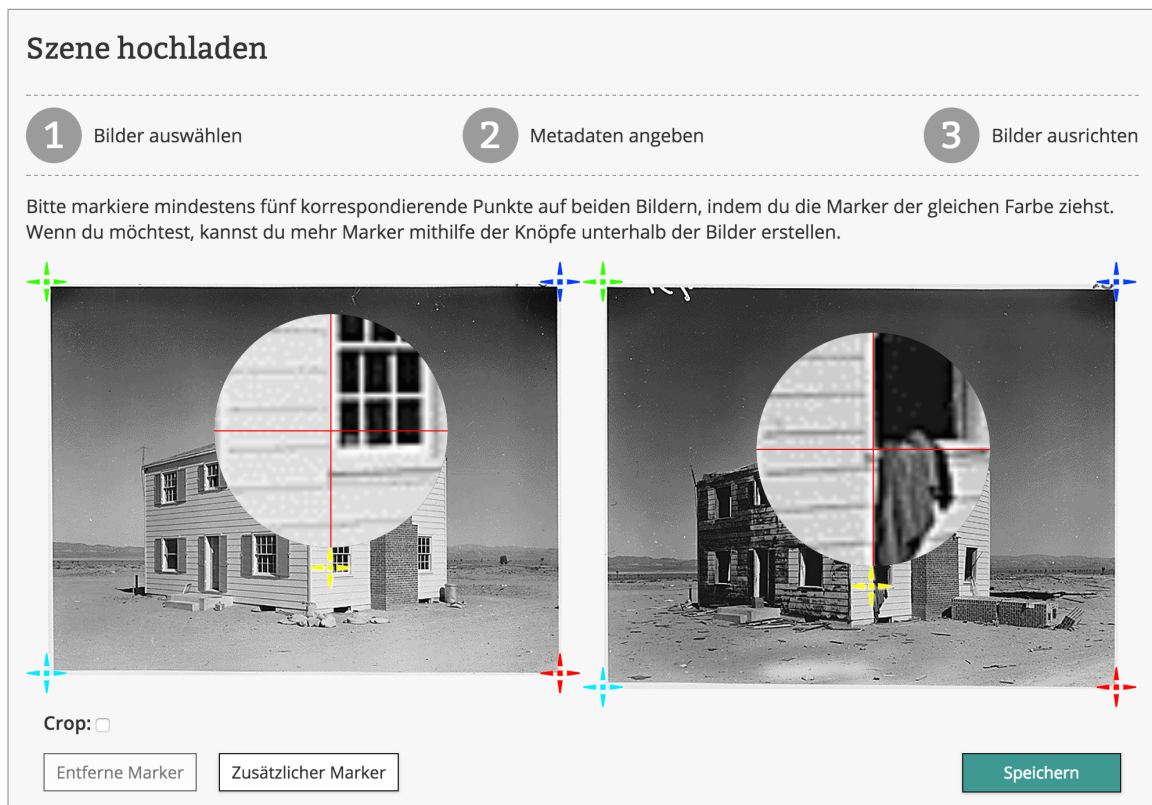 Szene hochladen
1 Bilder auswählen
2 Metadaten angeben
3 Bilder ausrichten
Bitte markiere mindestens fünf korrespondierende Punkte auf beiden Bildern, indem du die Marker der gleichen Farbe ziehst.
Wenn du möchtest, kannst du mehr Marker mithilfe der Knöpfe unterhalb der Bilder erstellen.
Crop:
Entferne Marker
Zusätzlicher Marker
Speichern